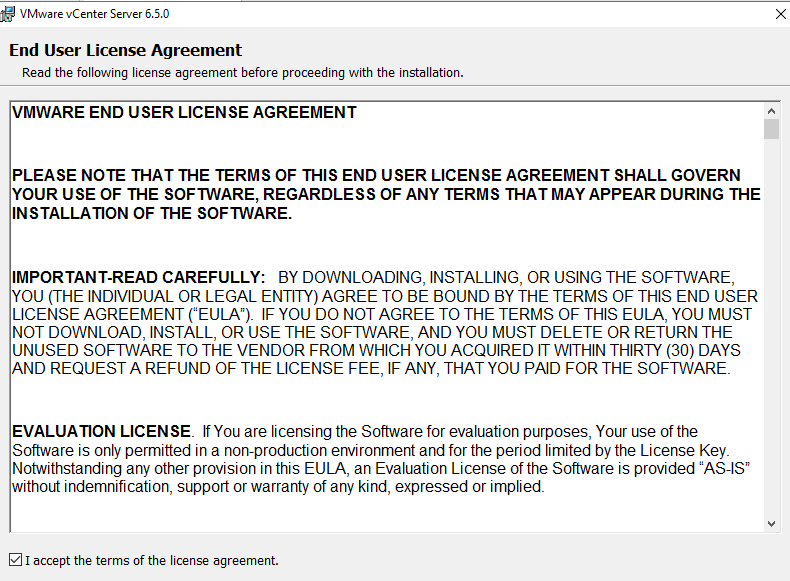 VMware vCenter Server 6.5.0
End User License Agreement
Read the following license agreement before proceeding with the installation.
VMWARE END USER LICENSE AGREEMENT
PLEASE NOTE THAT THE TERMS OF THIS END USER LICENSE AGREEMENT SHALL GOVERN
YOUR USE OF THE SOFTWARE, REGARDLESS OF ANY TERMS THAT MAY APPEAR DURING THE
INSTALLATION OF THE SOFTWARE.
IMPORTANT-READ CAREFULLY: BY DOWNLOADING, INSTALLING, OR USING THE SOFTWARE,
YOU (THE INDIVIDUAL OR LEGAL ENTITY) AGREE TO BE BOUND BY THE TERMS OF THIS END USER
LICENSE AGREEMENT (“EULA”). IF YOU DO NOT AGREE TO THE TERMS OF THIS EULA, YOU MUST
NOT DOWNLOAD, INSTALL, OR USE THE SOFTWARE, AND YOU MUST DELETE OR RETURN THE
UNUSED SOFTWARE TO THE VENDOR FROM WHICH YOU ACQUIRED IT WITHIN THIRTY (30) DAYS
AND REQUEST A REFUND OF THE LICENSE FEE, IF ANY, THAT YOU PAID FOR THE SOFTWARE.
EVALUATION LICENSE. If You are licensing the Software for evaluation purposes, Your use of the
Software is only permitted in a non-production environment and for the period limited by the License Key.
Notwithstanding any other provision in this EULA, an Evaluation License of the Software is provided “AS-IS”
without indemnification, support or warranty of any kind, expressed or implied.
I accept the terms of the license agreement.